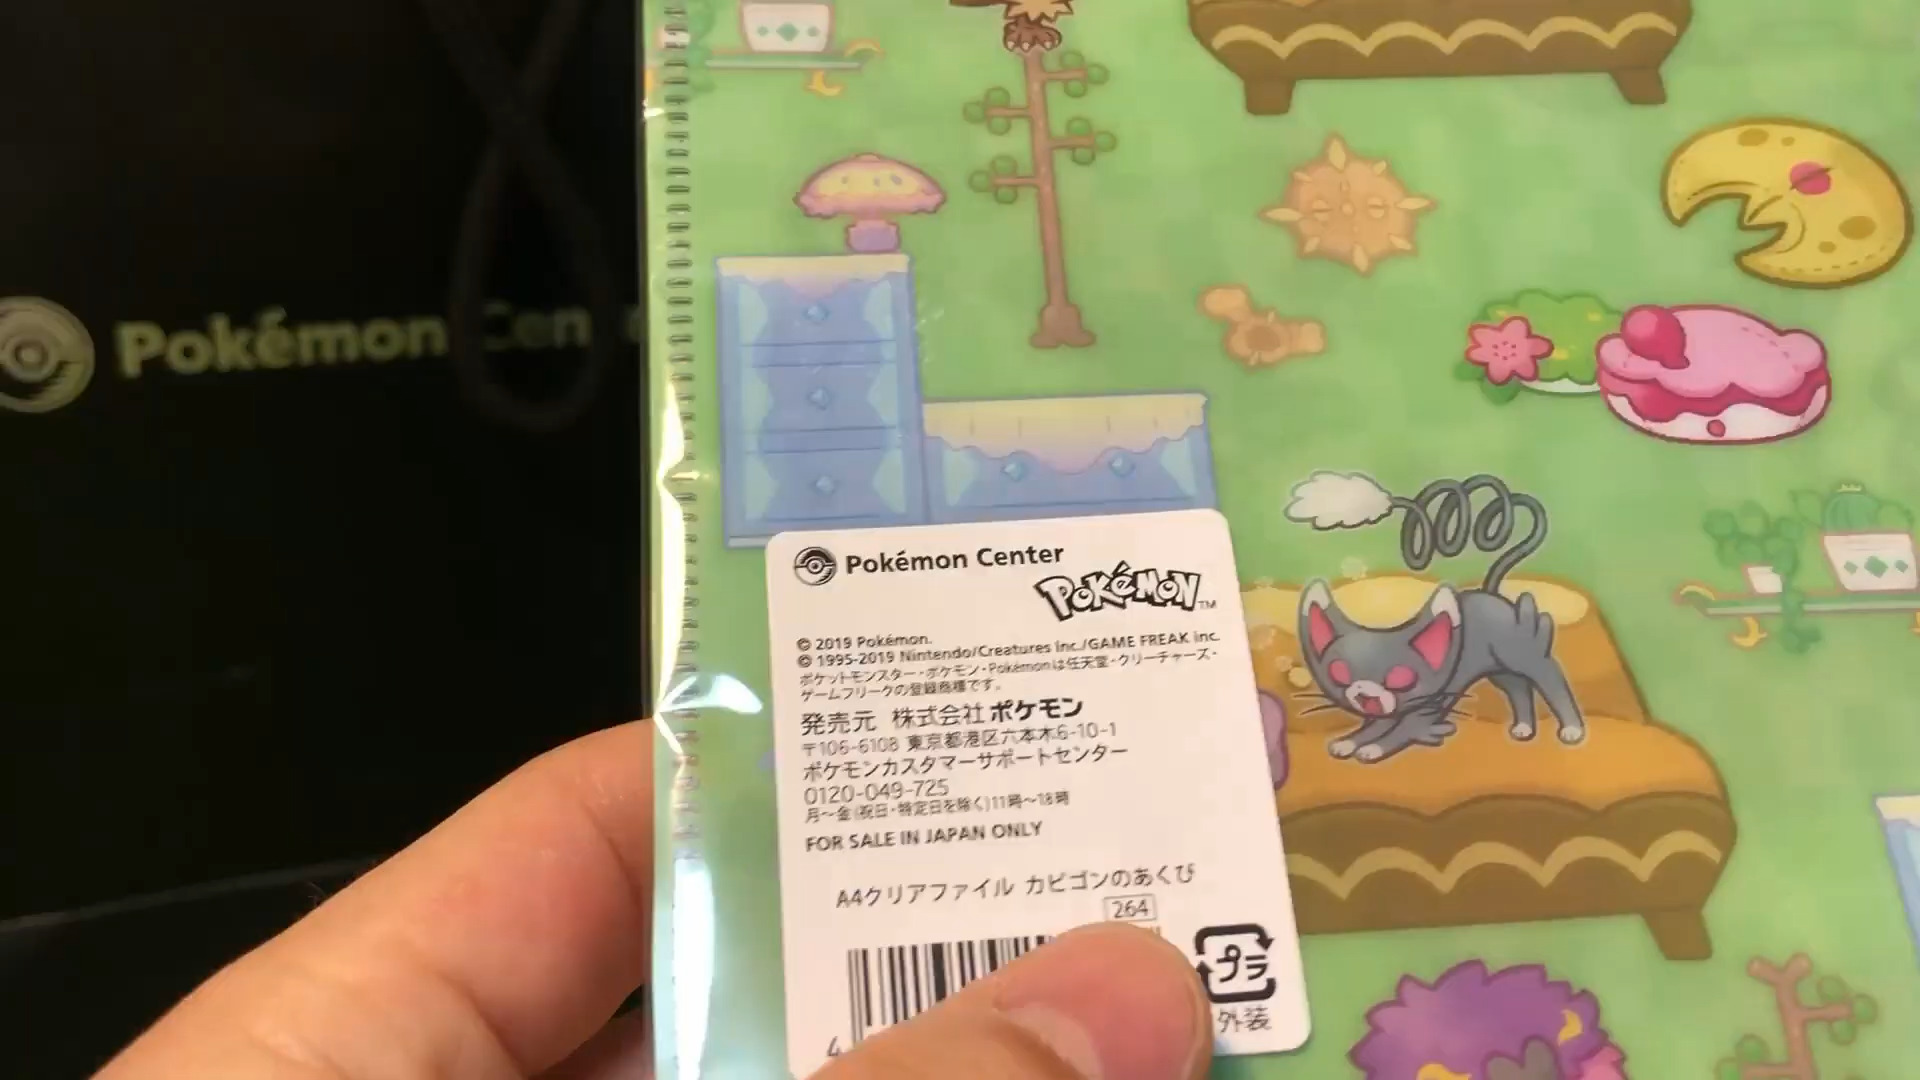 Pokémon Cen
Pokémon Center
POKéMON TM
© 2019 Pokémon.
© 1995-2019 Nintendo/Creatures Inc./GAME FREAK inc.
ポケットモンスター・ポケモン・Pokémonは任天堂・クリーチャーズ・
ゲームフリークの登録商標です。
発売元 株式会社ポケモン
〒106-6108 東京都港区六本木6-10-1
ポケモンカスタマーサポートセンター
0120-049-725
月～金(祝日・特定日を除く)11時～18時
FOR SALE IN JAPAN ONLY
A4クリアファイル カビゴンのあくび
264
プラ
外装
4